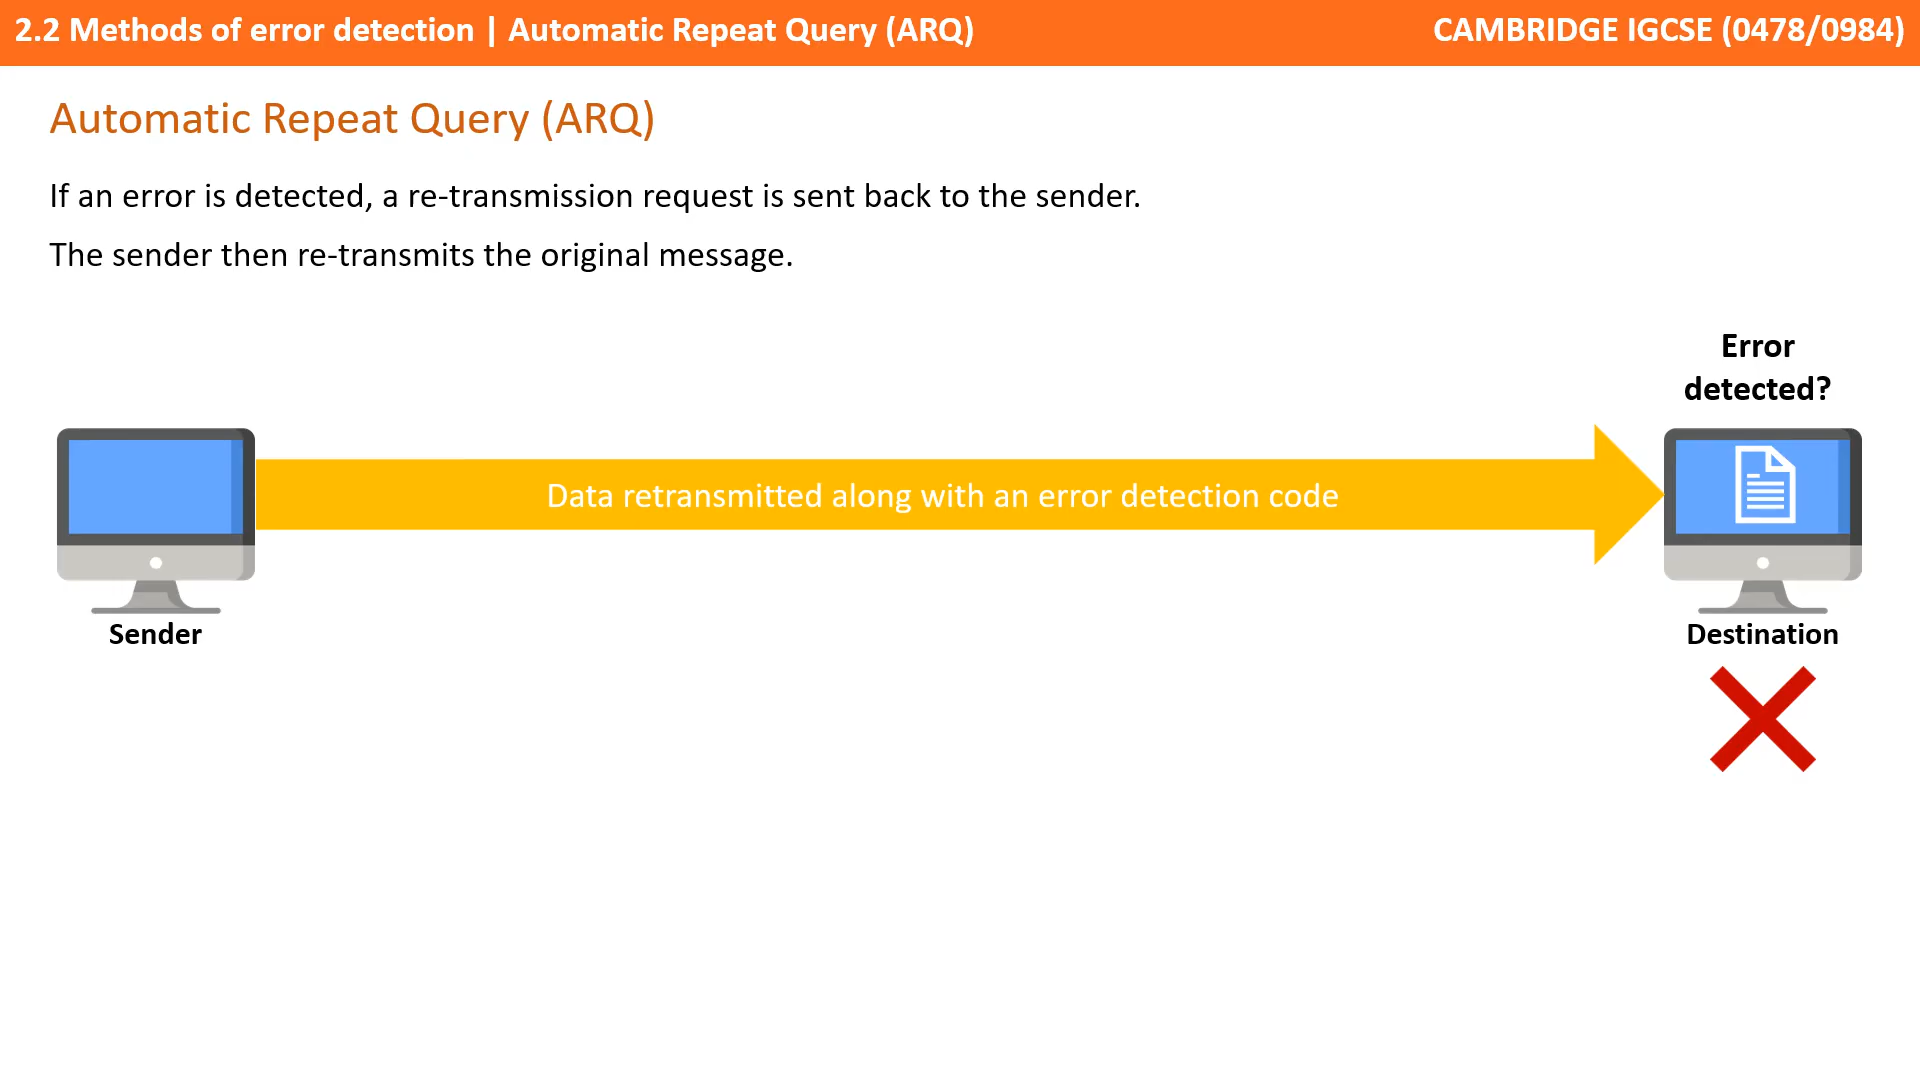 2.2 Methods of error detection | Automatic Repeat Query (ARQ)
CAMBRIDGE IGCSE (0478/0984)
Automatic Repeat Query (ARQ)
If an error is detected, a re-transmission request is sent back to the sender.
The sender then re-transmits the original message.
Error
detected?
Data retransmitted along with an error detection code
Sender
Destination